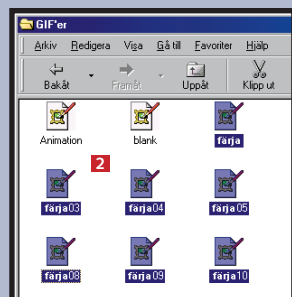 GIF'er
Arkiv Redigera Visa Gå till Favoriter Hjälp
Bakåt Framåt Uppåt Klipp ut
Animation blank färja
2
färja03 färja04 färja05
färja08 färja09 färja10